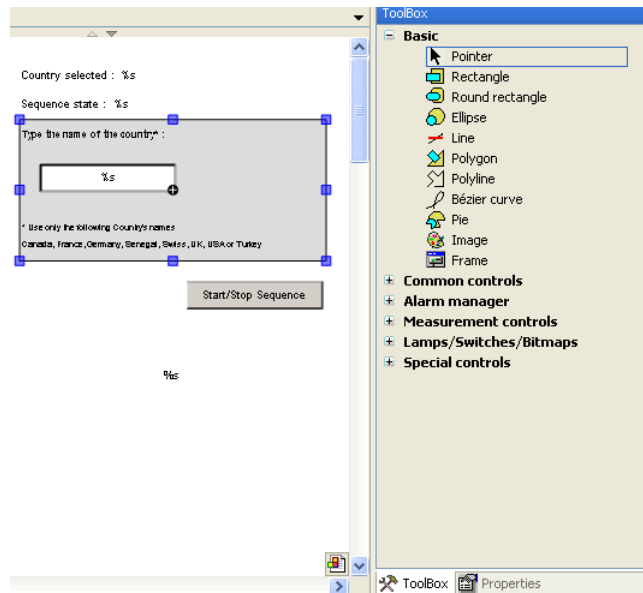 Country selected : %s
Sequence state : %s
Type the name of the country* :
%s
* Use only the following Country's names
Canada, France, Germany, Senegal, Swiss, UK, USA or Turkey
Start/Stop Sequence
%s
ToolBox
Basic
Pointer
Rectangle
Round rectangle
Ellipse
Line
Polygon
Polyline
Bézier curve
Pie
Image
Frame
Common controls
Alarm manager
Measurement controls
Lamps/Switches/Bitmaps
Special controls
ToolBox Properties